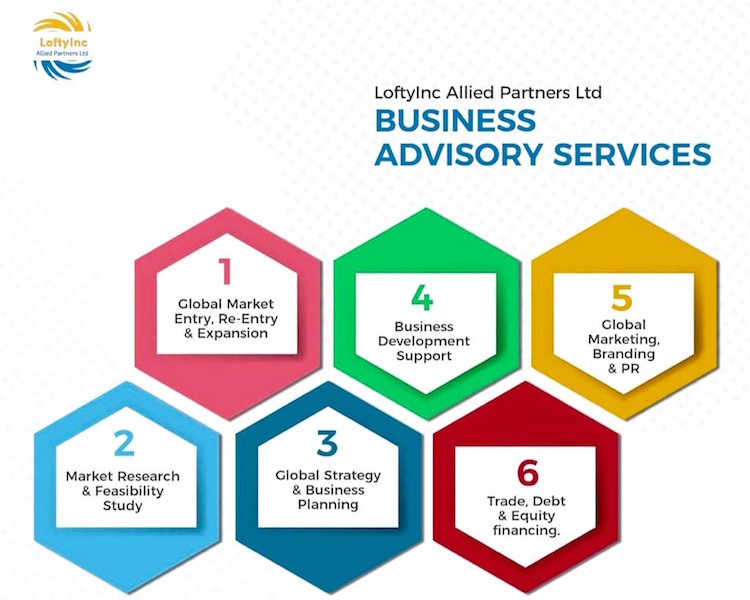 LoftyInc
Allied Partners Ltd
LoftyInc Allied Partners Ltd
BUSINESS
ADVISORY SERVICES
1
Global Market
Entry, Re-Entry
& Expansion
4
Business
Development
Support
5
Global
Marketing,
Branding
& PR
2
Market Research
& Feasibility
Study
3
Global Strategy
& Business
Planning
6
Trade, Debt
& Equity
financing.